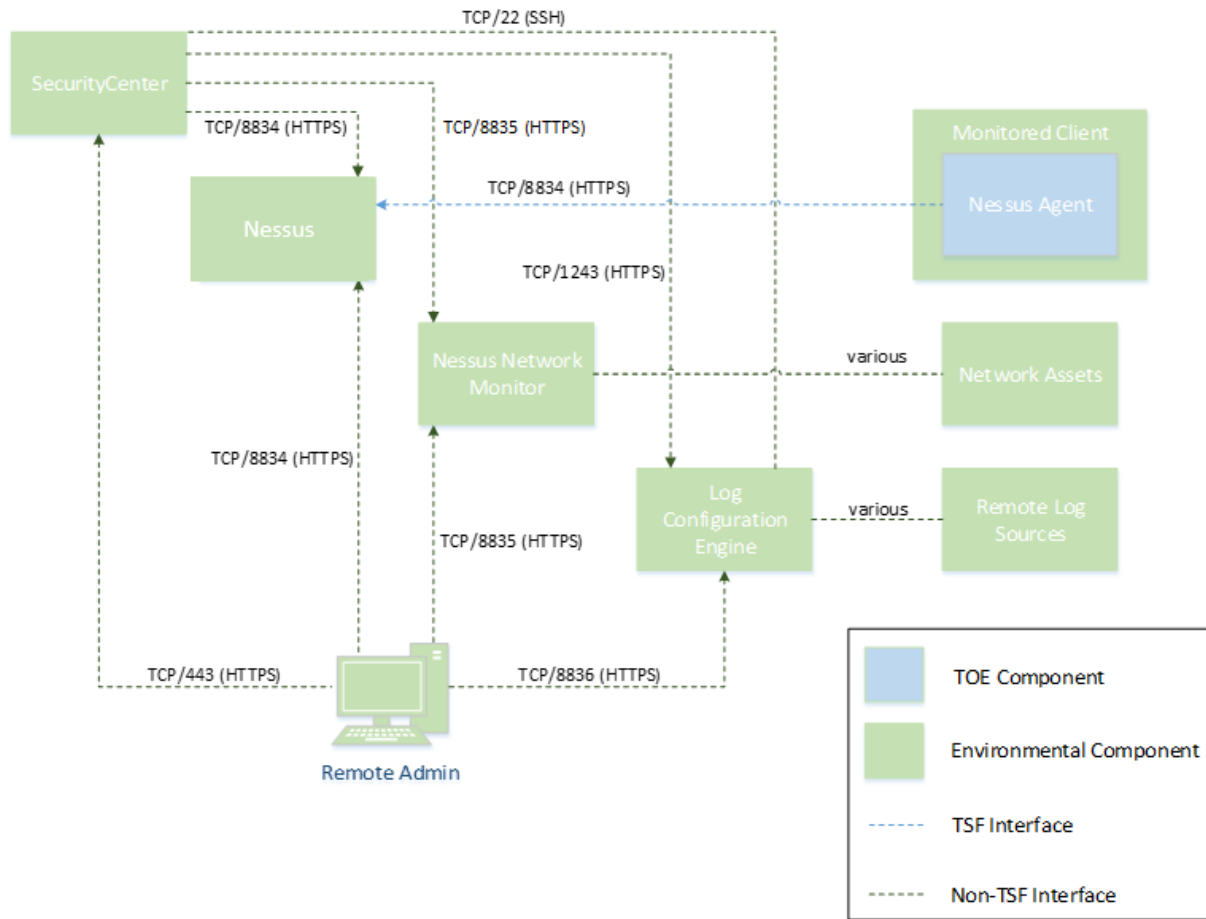 TCP/22 (SSH)
SecurityCenter
TCP/8834 (HTTPS)
TCP/8835 (HTTPS)
Monitored Client
TCP/8834 (HTTPS)
Nessus Agent
Nessus
TCP/1243 (HTTPS)
Nessus Network
Monitor
various
Network Assets
TCP/8834 (HTTPS)
Log
Configuration
Engine
various
Remote Log
Sources
TCP/8835 (HTTPS)
TCP/443 (HTTPS)
TCP/8836 (HTTPS)
Remote Admin
TOE Component
Environmental Component
TSF Interface
Non-TSF Interface